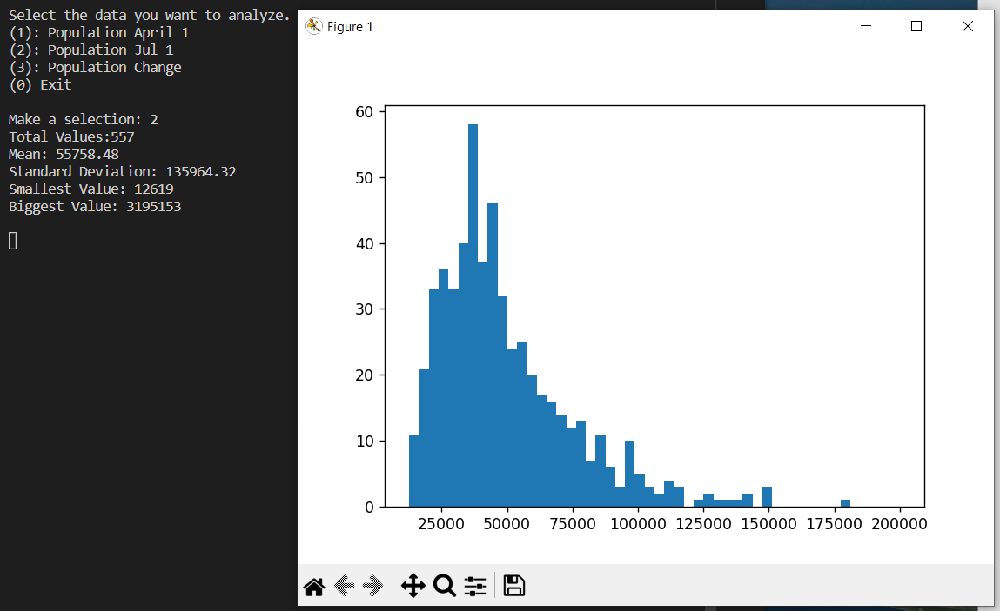 Select the data you want to analyze.
(1): Population April 1
(2): Population Jul 1
(3): Population Change
(0) Exit
Make a selection: 2
Total Values:557
Mean: 55758.48
Standard Deviation: 135964.32
Smallest Value: 12619
Biggest Value: 3195153
Figure 1
60
50
40
30
20
10
0
25000 50000 75000 100000 125000 150000 175000 200000